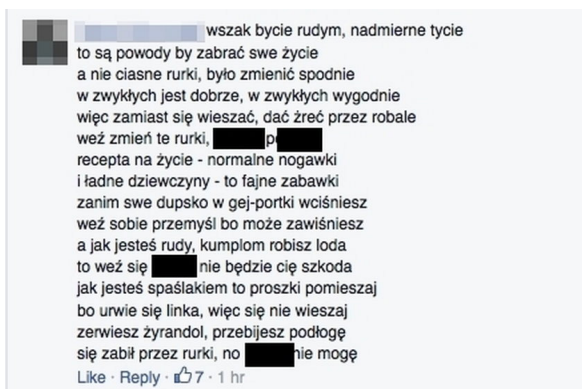 wszak bycie rudym, nadmierne tycie
to są powody by zabrać swe życie
a nie ciasne rurki, było zmienić spodnie
w zwykłych jest dobrze, w zwykłych wygodnie
więc zamiast się wieszać, dać żreć przez robale
weź zmień te rurki, p
recepta na życie - normalne nogawki
i ładne dziewczyny - to fajne zabawki
zanim swe dupsko w gej-portki wciśniesz
weź sobie przemyśl bo może zawiśniesz
a jak jesteś rudy, kumplom robisz loda
to weź się nie będzie cię szkoda
jak jesteś spaślakiem to proszki pomieszaj
bo urwie się linka, więc się nie wieszaj
zerwiesz żyrandol, przebijesz podłogę
się zabił przez rurki, no nie mogę
Like · Reply · 7 · 1 hr